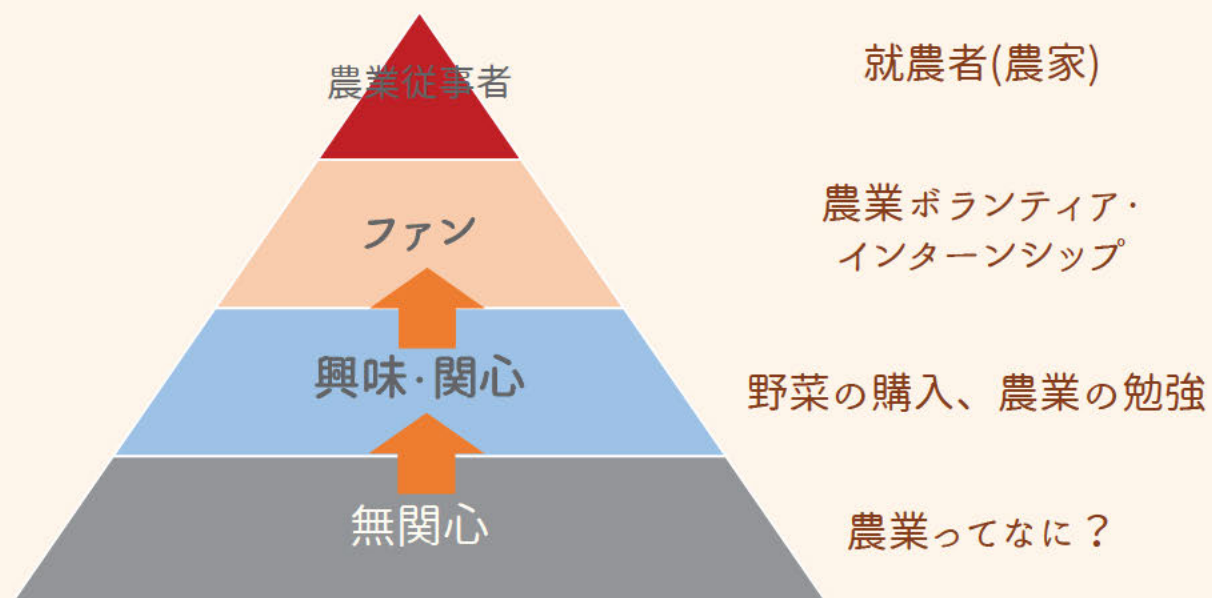 農業従事者
就農者(農家)
ファン
農業ボランティア・
インターンシップ
興味・関心
野菜の購入、農業の勉強
無関心
農業ってなに？